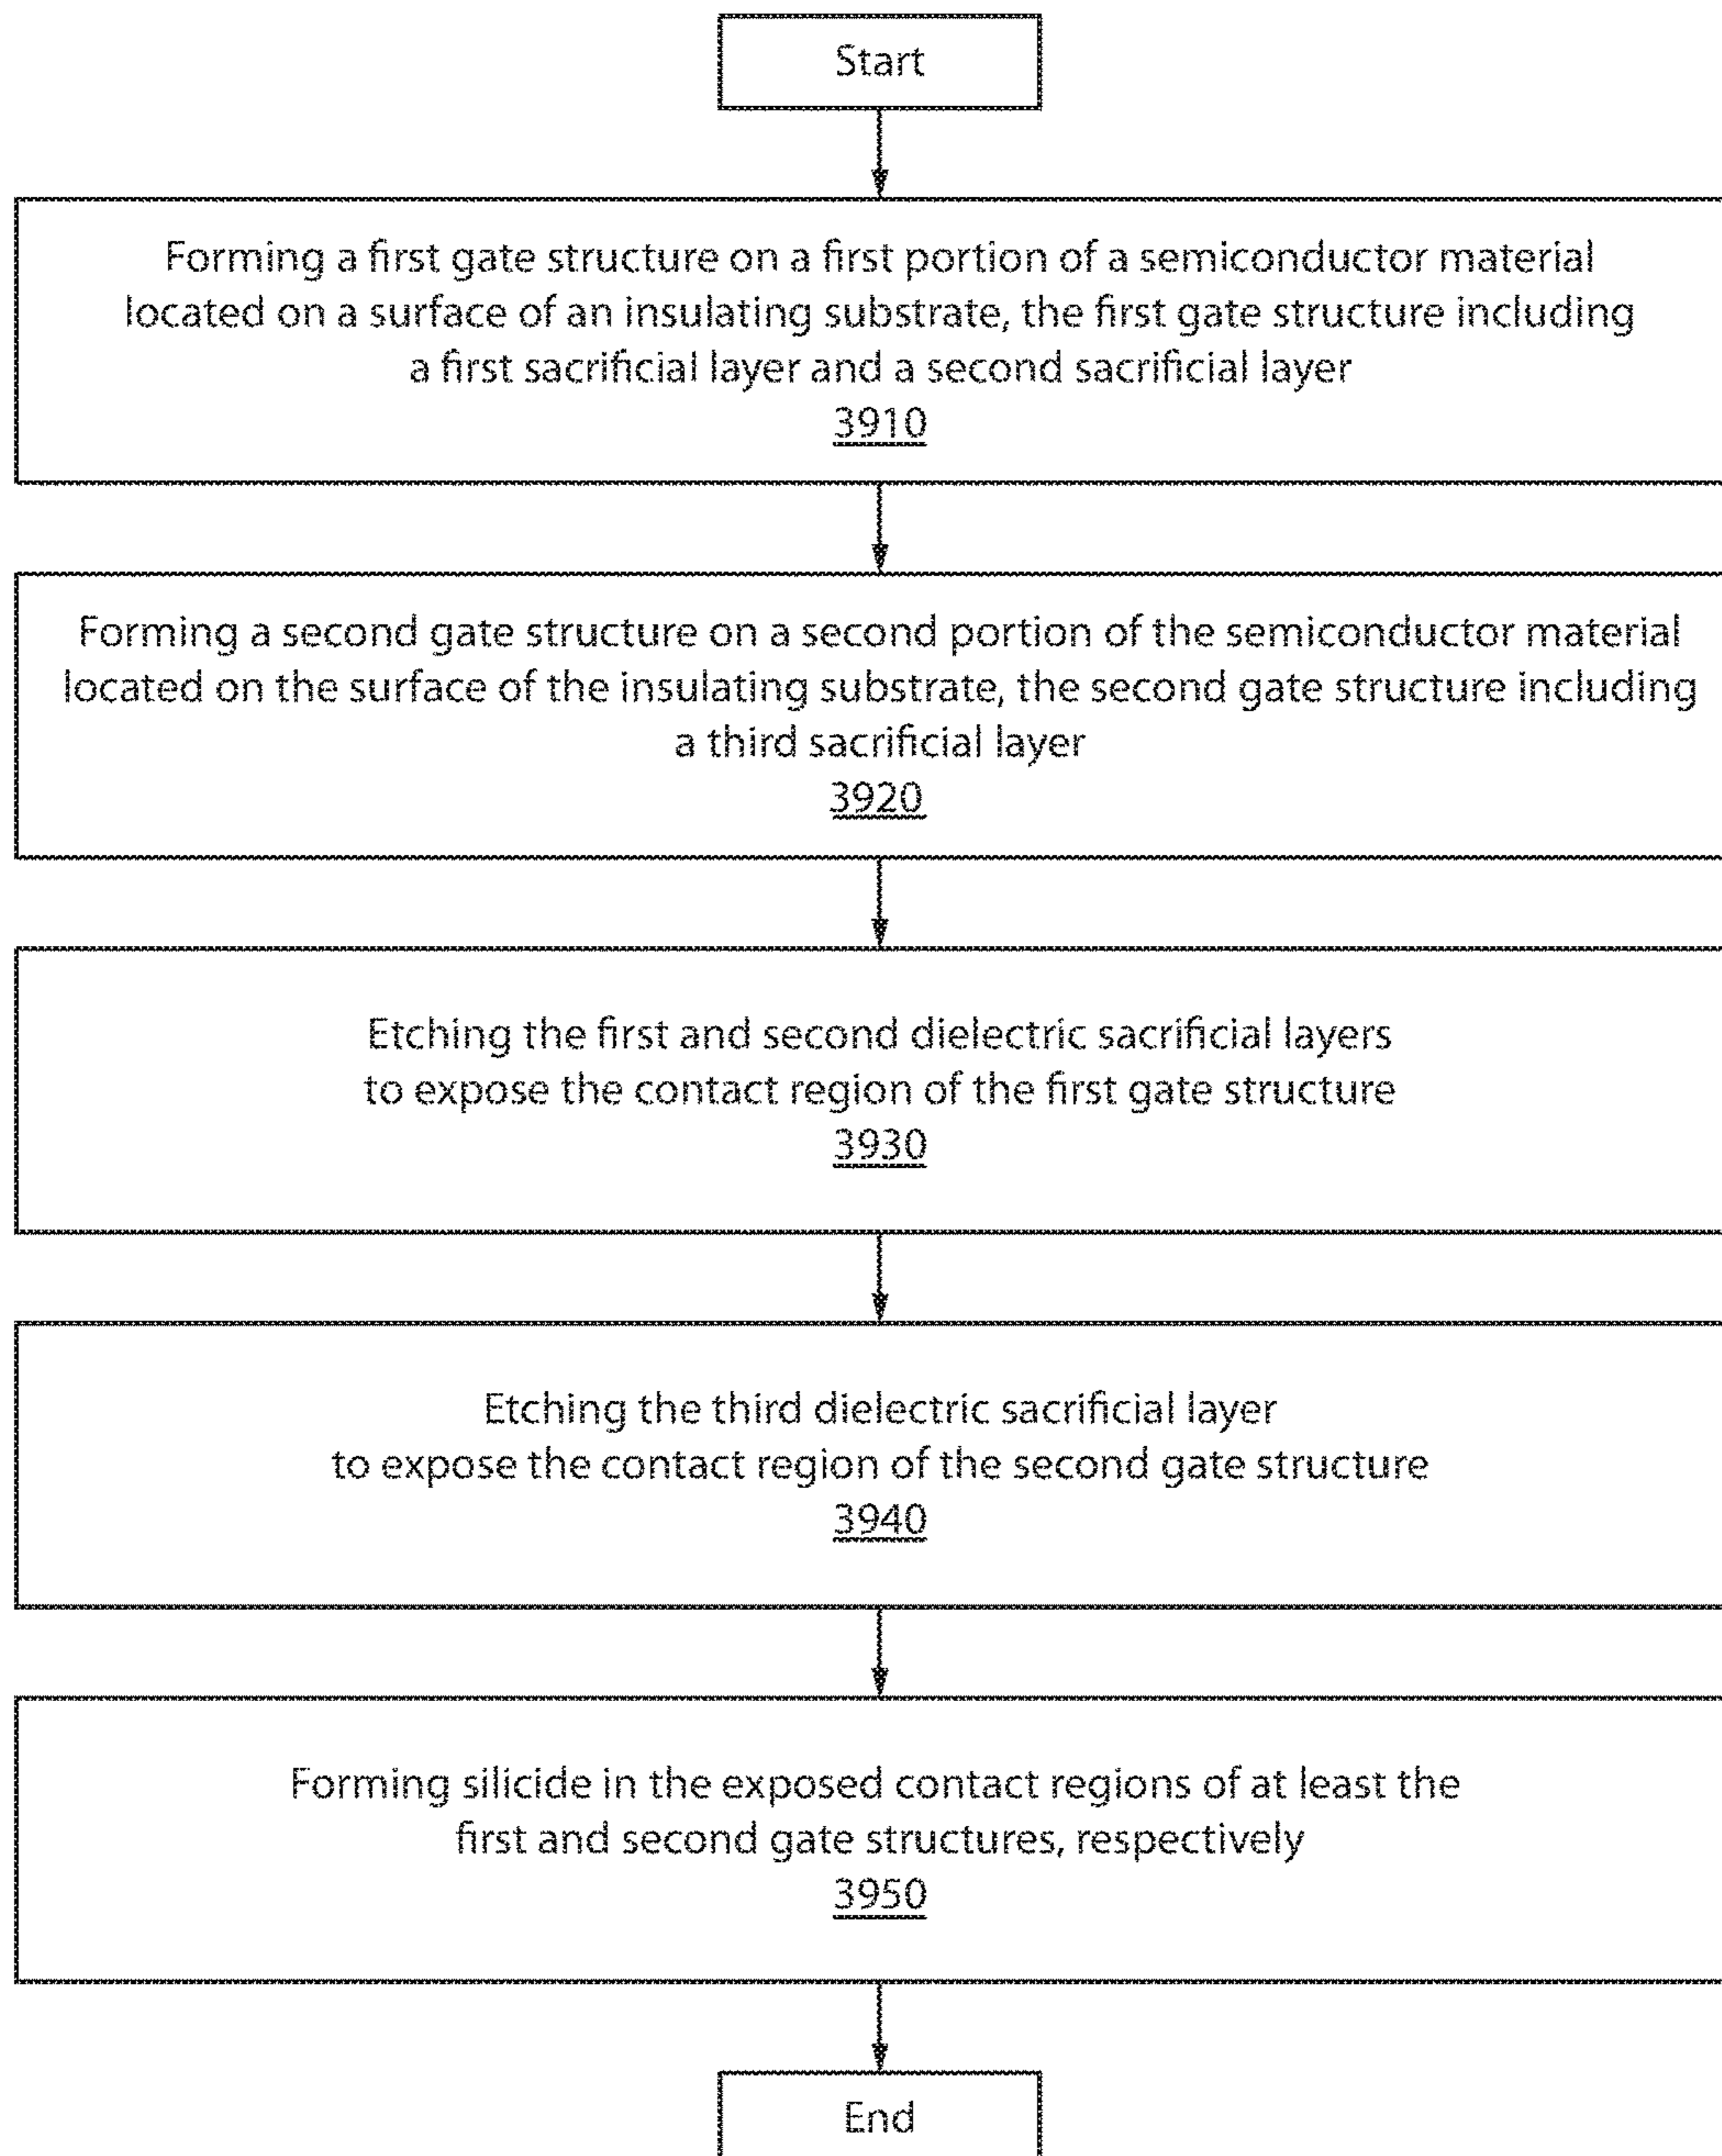 Start
Forming a first gate structure on a first portion of a semiconductor material
located on a surface of an insulating substrate, the first gate structure including
a first sacrificial layer and a second sacrificial layer
3910
Forming a second gate structure on a second portion of the semiconductor material
located on the surface of the insulating substrate, the second gate structure including
a third sacrificial layer
3920
Etching the first and second dielectric sacrificial layers
to expose the contact region of the first gate structure
3930
Etching the third dielectric sacrificial layer
to expose the contact region of the second gate structure
3940
Forming silicide in the exposed contact regions of at least the
first and second gate structures, respectively
3950
End